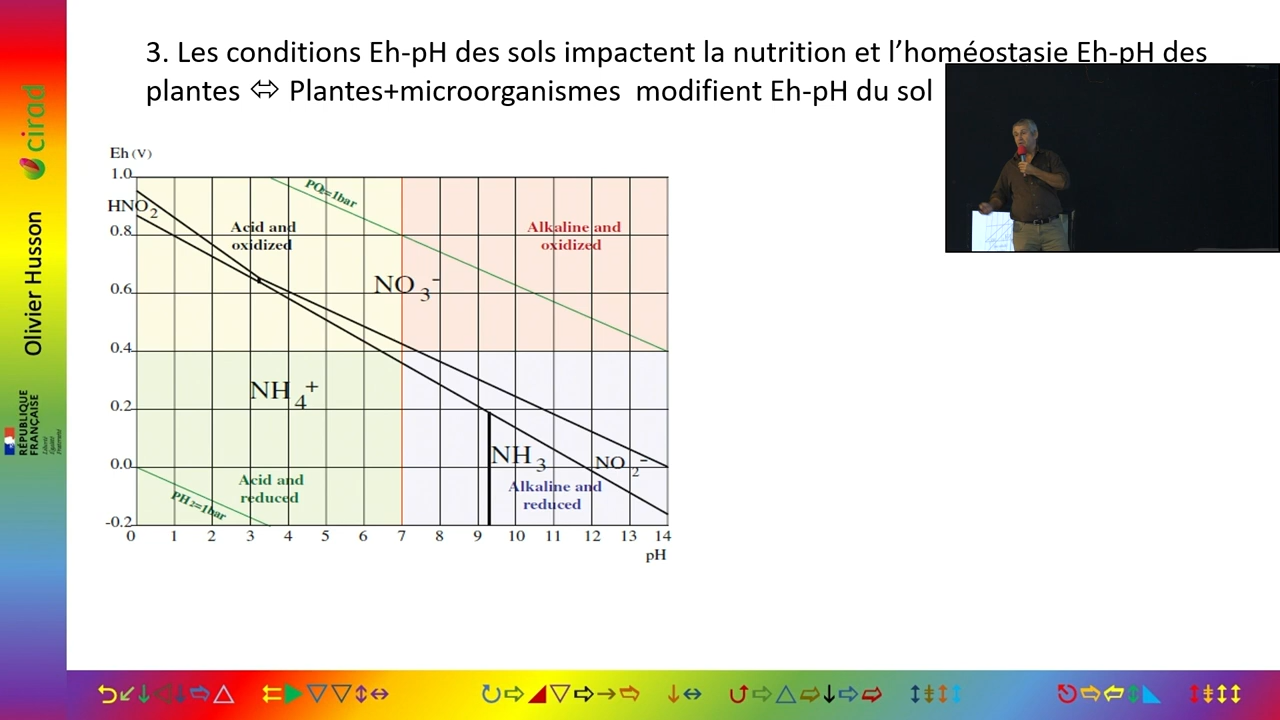 3. Les conditions Eh-pH des sols impactent la nutrition et l’homéostasie Eh-pH des
plantes ⬄ Plantes+microorganismes modifient Eh-pH du sol
cirad
Olivier Husson
RÉPUBLIQUE
FRANÇAISE
Liberté
Égalité
Fraternité
Eh (V)
1.0
0.8
0.6
0.4
0.2
0.0
-0.2
HNO2
PO2=1bar
Acid and
oxidized
Alkaline and
oxidized
NO3-
NH4+
NH3
NO2-
Acid and
reduced
Alkaline and
reduced
PH2=1bar
0 1 2 3 4 5 6 7 8 9 10 11 12 13 14
pH